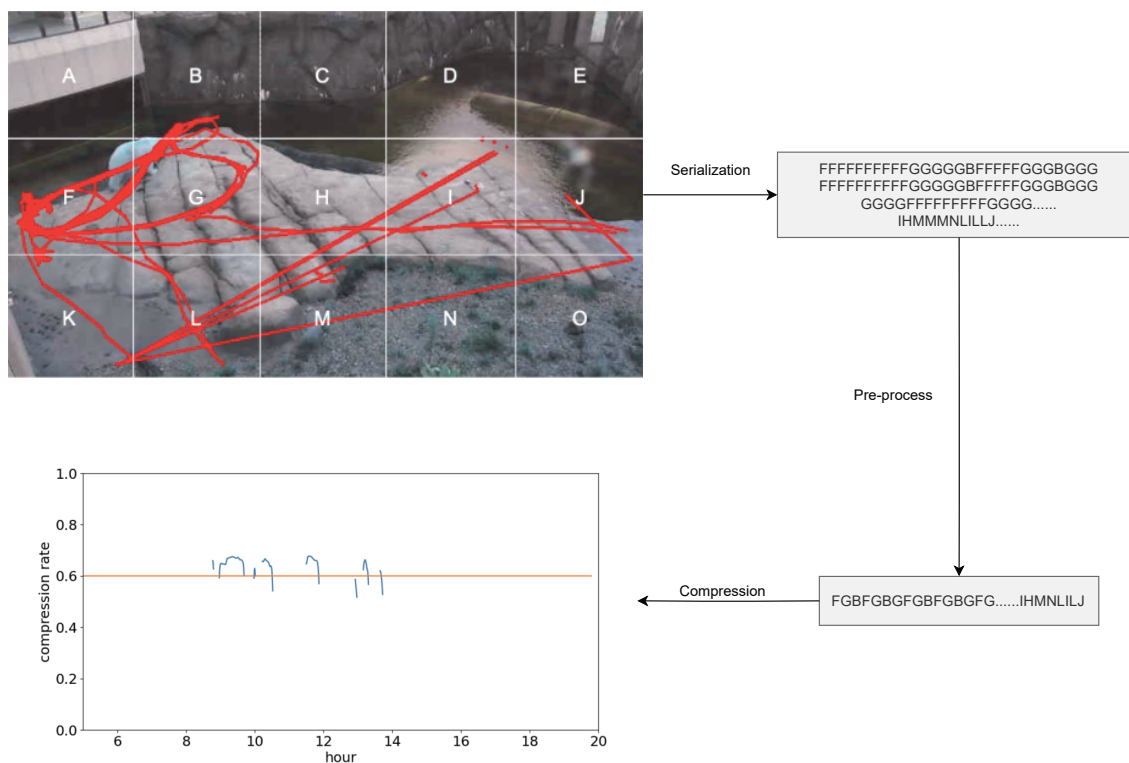 A B C D E
F G H I J
K L M N O
Serialization
FFFFFFFFFFGGGGGBFFFFFGGGBGGG
FFFFFFFFFFGGGGGBFFFFFGGGBGGG
GGGGFFFFFFFFFGGGG......
IHMMMNLILLJ......
Pre-process
FGBFGBGFGBFGBGFG......IHMNLILJ
Compression
compression rate
1.0
0.8
0.6
0.4
0.2
0.0
6 8 10 12 14 16 18 20
hour